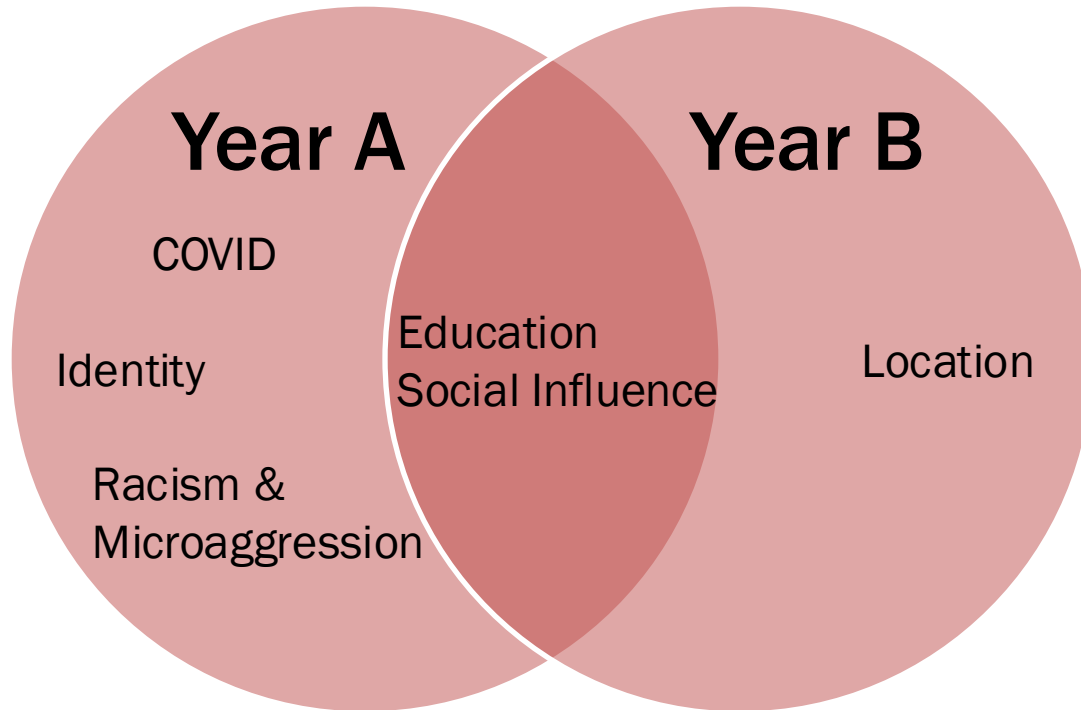 Year A
COVID
Identity
Racism &
Microaggression
Education
Social Influence
Year B
Location